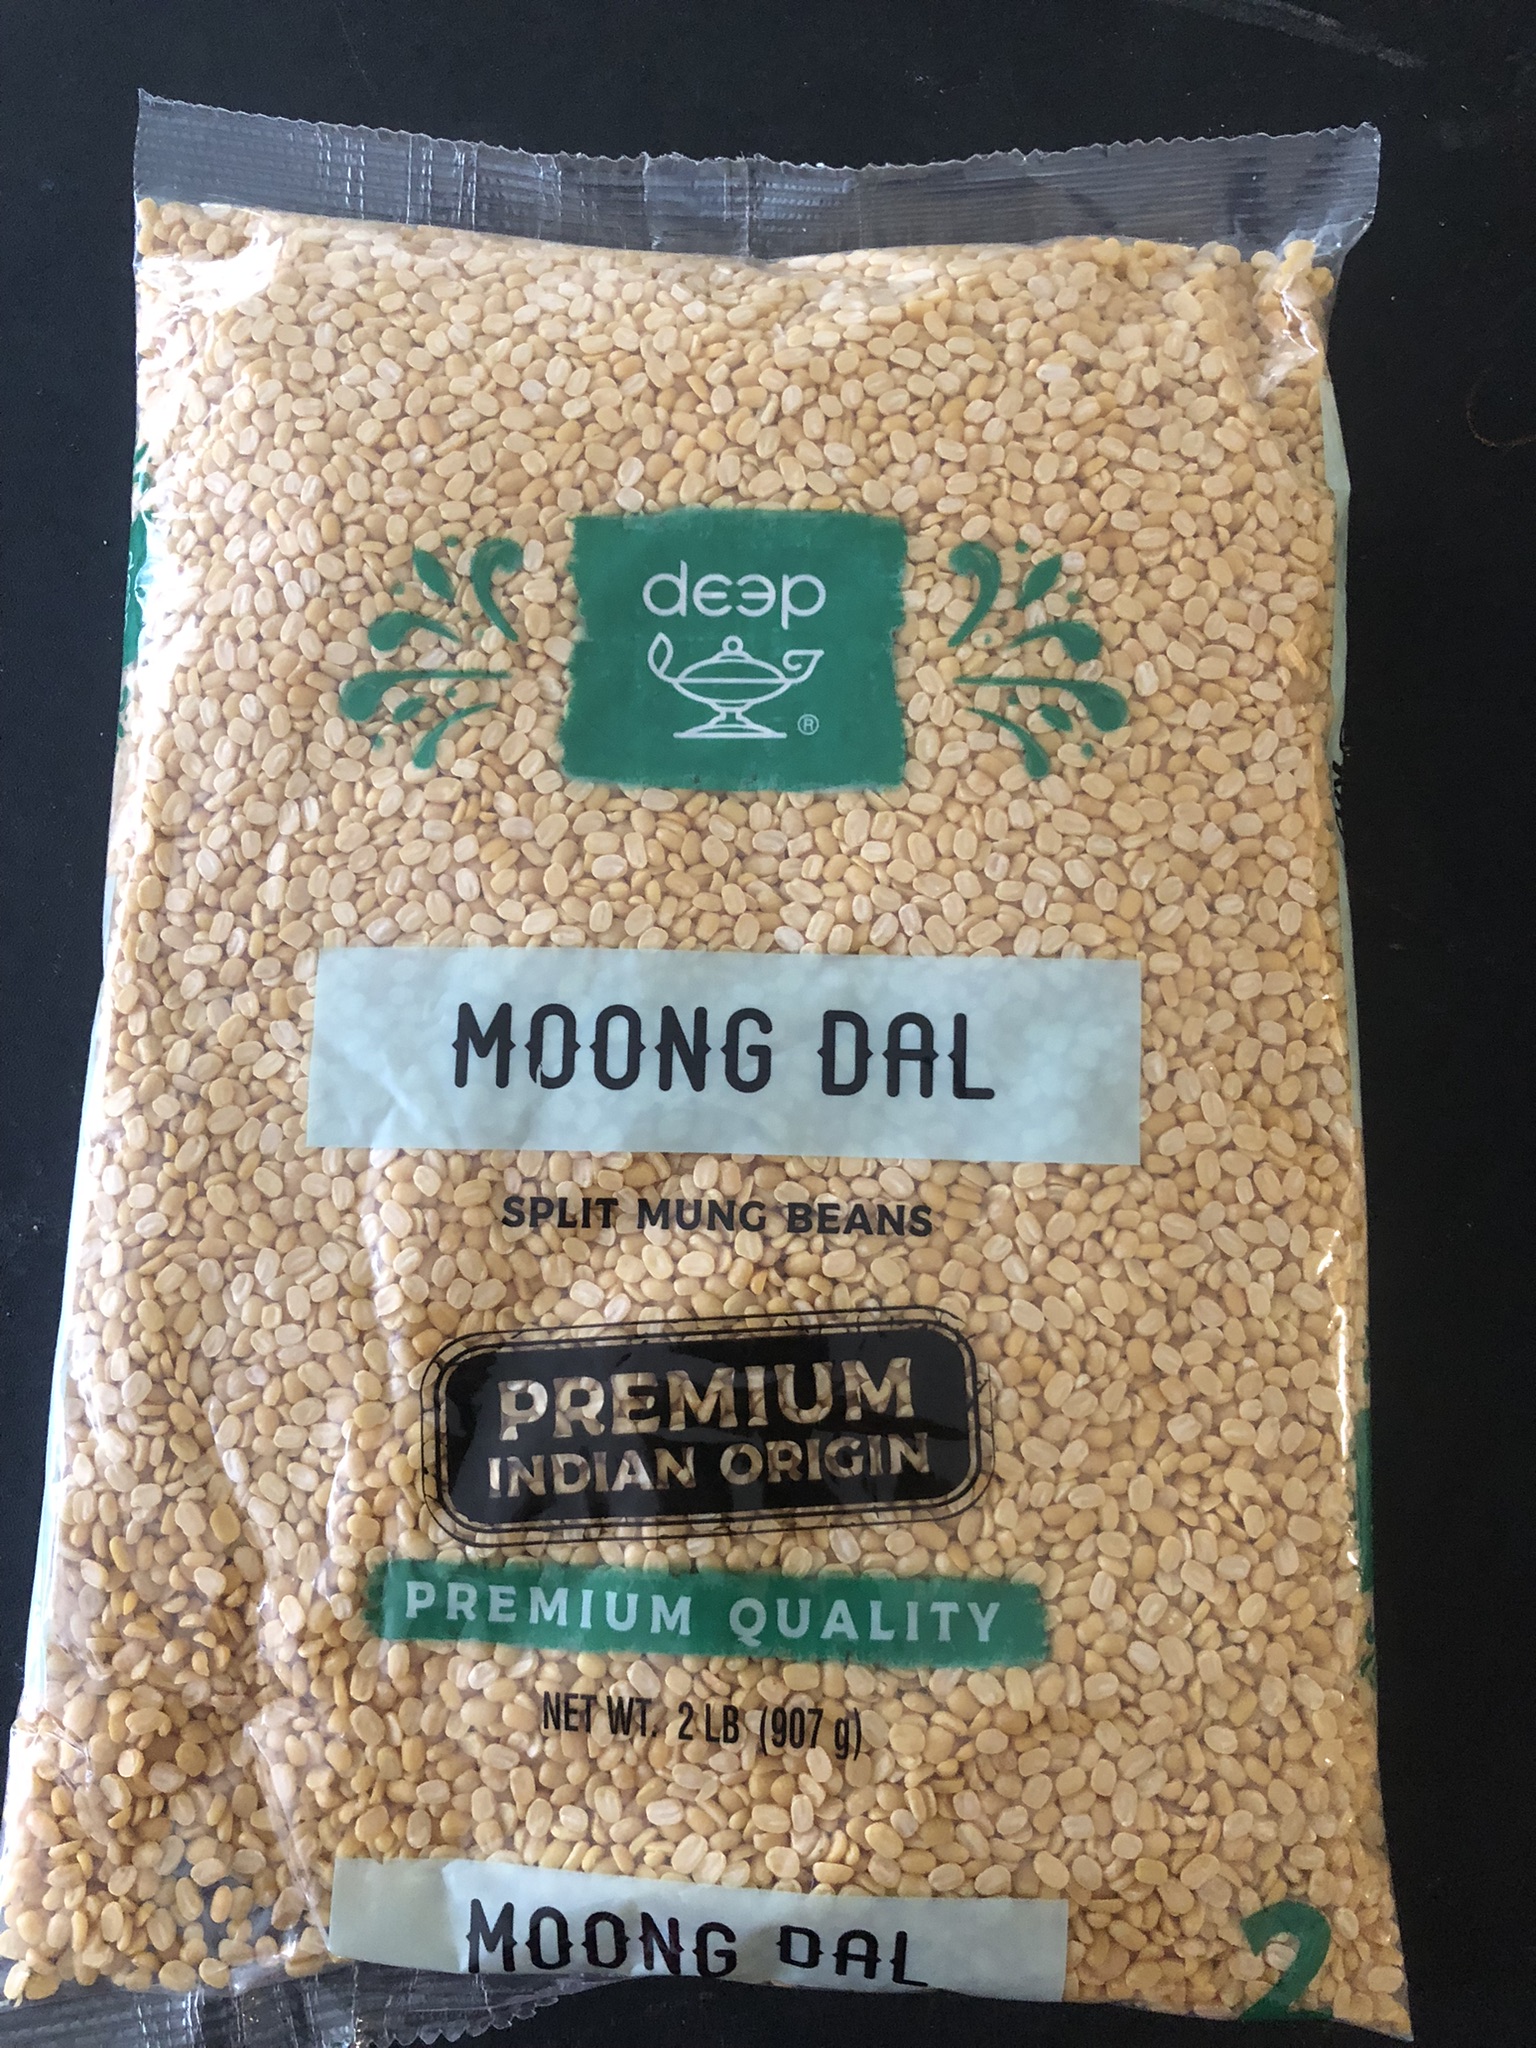 deep
®
MOONG DAL
SPLIT MUNG BEANS
PREMIUM
INDIAN ORIGIN
PREMIUM QUALITY
NET WT. 2 LB (907 g)
MOONG DAL
2